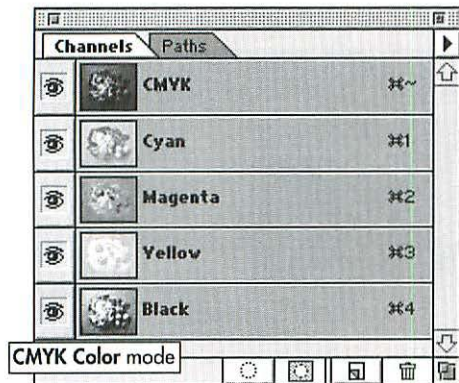 Channels Paths
CMYK ⌘~
Cyan ⌘1
Magenta ⌘2
Yellow ⌘3
Black ⌘4
CMYK Color mode